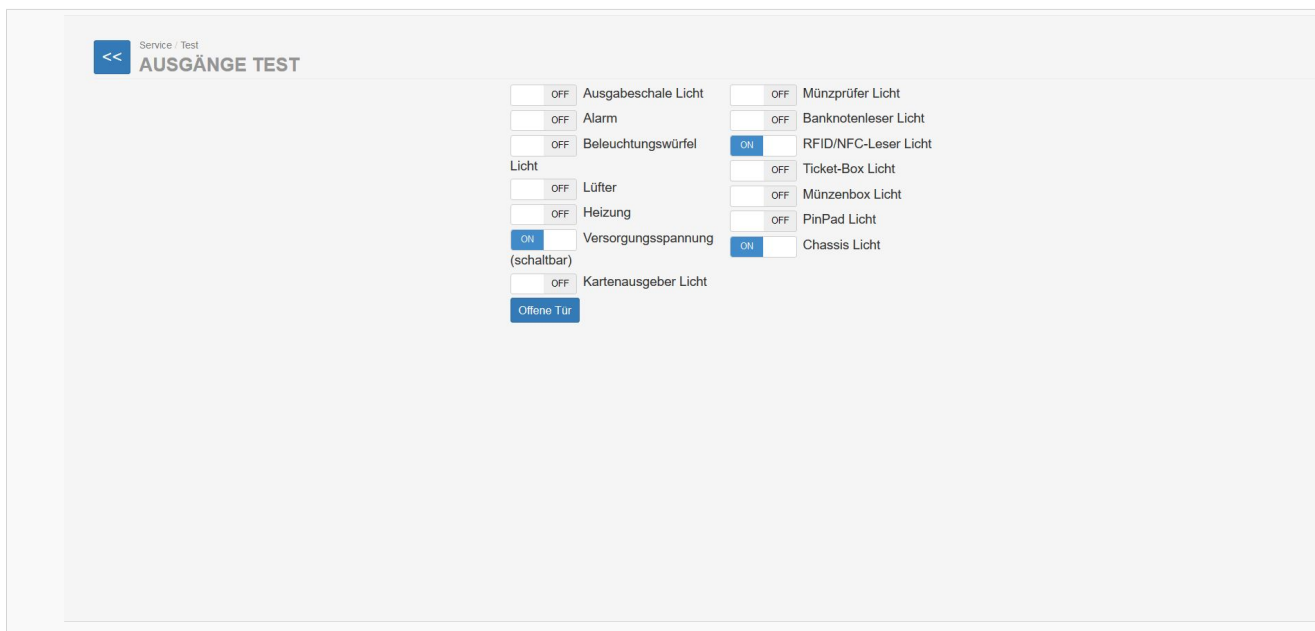 <<
Service / Test
AUSGÄNGE TEST
OFF Ausgabeschale Licht
OFF Alarm
OFF Beleuchtungswürfel
Licht
OFF Lüfter
OFF Heizung
ON Versorgungsspannung
(schaltbar)
OFF Kartenausgeber Licht
Offene Tür
OFF Münzprüfer Licht
OFF Banknotenleser Licht
ON RFID/NFC-Leser Licht
OFF Ticket-Box Licht
OFF Münzenbox Licht
OFF PinPad Licht
ON Chassis Licht